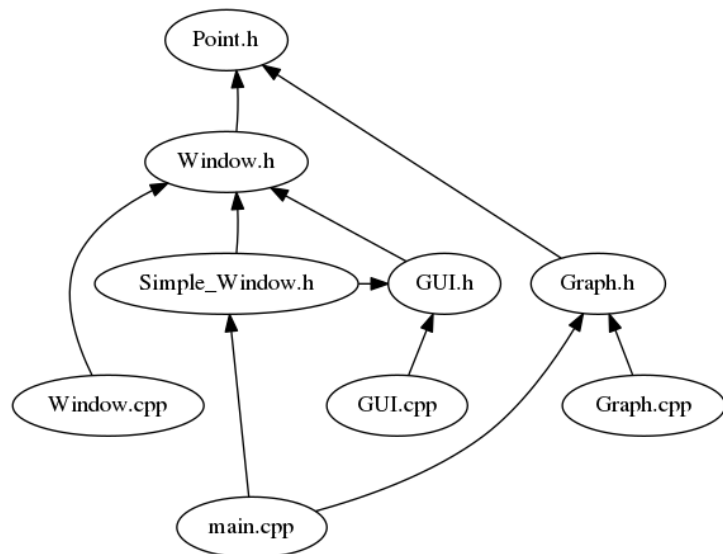 Point.h
Window.h
Simple_Window.h
GUI.h
Graph.h
Window.cpp
GUI.cpp
Graph.cpp
main.cpp